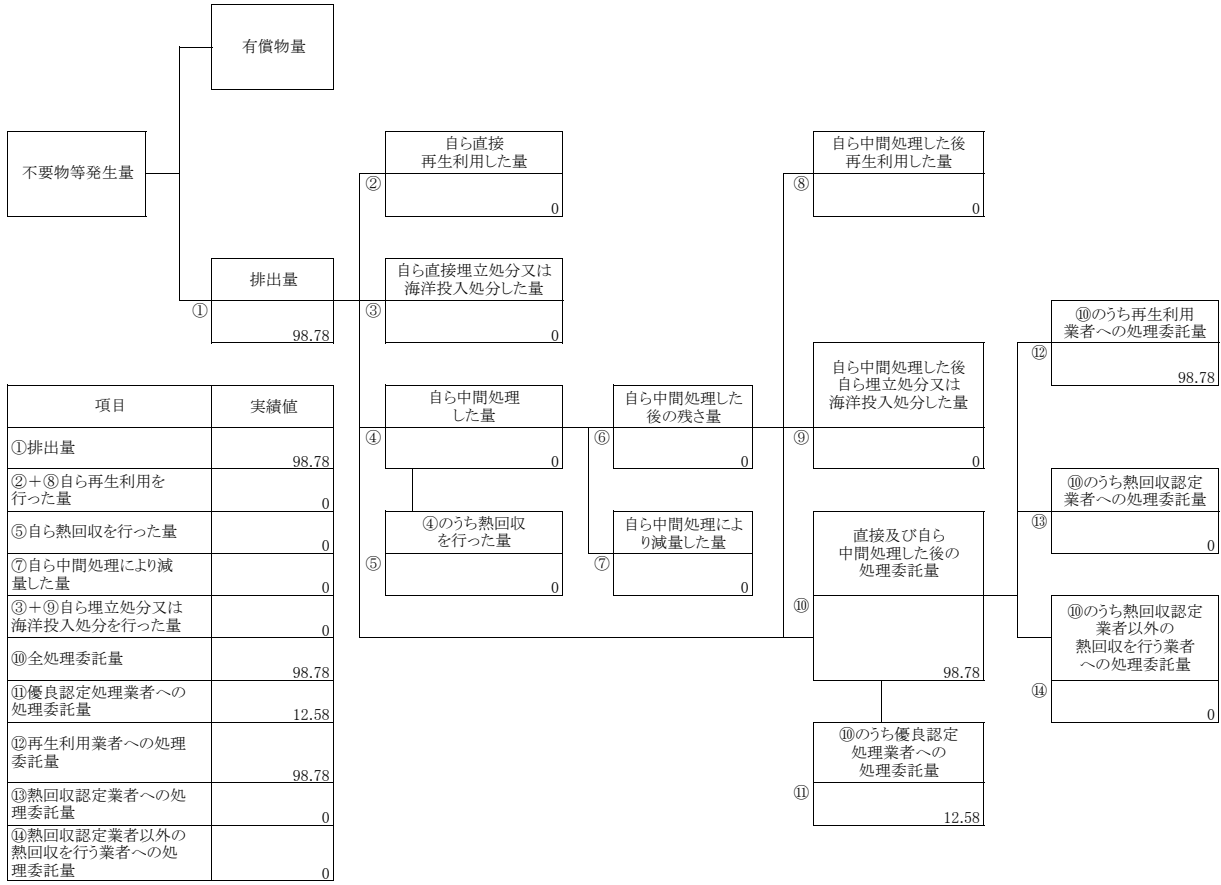 有償物量
不要物等発生量
自ら直接
再生利用した量
②
0
自ら中間処理した後
再生利用した量
⑧
0
排出量
①
98.78
自ら直接埋立処分又は
海洋投入処分した量
③
0
自ら中間処理
した量
④
0
自ら中間処理した
後の残さ量
⑥
0
自ら中間処理した後
自ら埋立処分又は
海洋投入処分した量
⑨
0
⑩のうち再生利用
業者への処理委託量
⑫
98.78
④のうち熱回収
を行った量
⑤
0
自ら中間処理によ
り減量した量
⑦
0
直接及び自ら
中間処理した後の
処理委託量
⑩
98.78
⑩のうち熱回収認定
業者への処理委託量
⑬
0
⑩のうち熱回収認定
業者以外の
熱回収を行う業者
への処理委託量
⑭
0
⑩のうち優良認定
処理業者への
処理委託量
⑪
12.58
項目 実績値
①排出量
98.78
②+⑧自ら再生利用を
行った量
0
⑤自ら熱回収を行った量
0
⑦自ら中間処理により減
量した量
0
③+⑨自ら埋立処分又は
海洋投入処分を行った量
0
⑩全処理委託量
98.78
⑪優良認定処理業者への
処理委託量
12.58
⑫再生利用業者への処理
委託量
98.78
⑬熱回収認定業者への処
理委託量
0
⑭熱回収認定業者以外の
熱回収を行う業者への処
理委託量
0